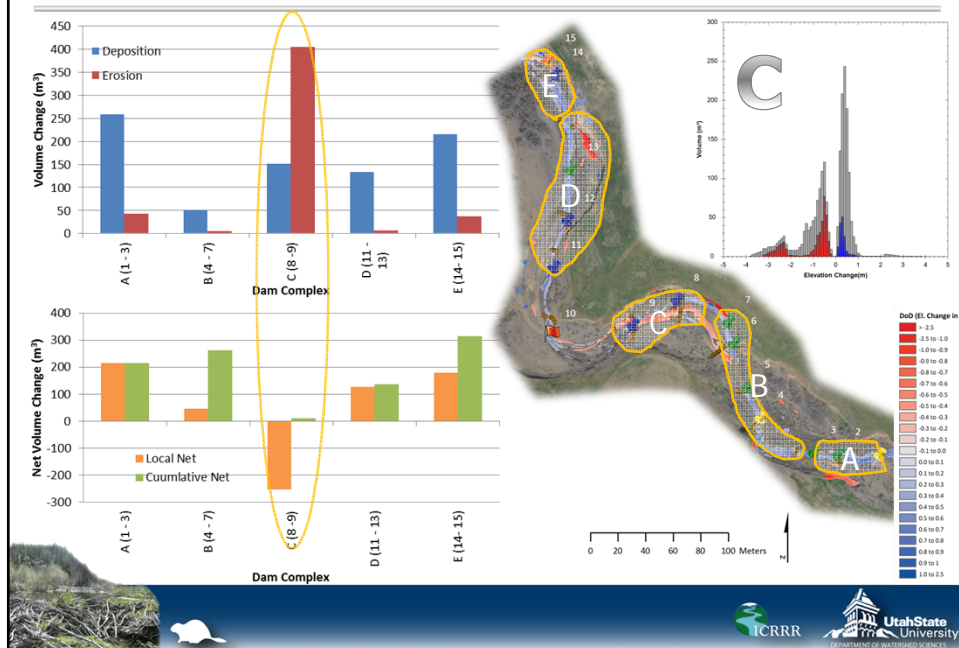 450
400
350
300
250
200
150
100
50
0
Volume Change (m³)
Deposition
Erosion
A (1 - 3)
B (4 - 7)
C (8 -9)
D (11 - 13)
E (14- 15)
Dam Complex
400
300
200
100
0
-100
-200
-300
Net Volume Change (m³)
Local Net
Cuumlative Net
A (1 - 3)
B (4 - 7)
C (8 -9)
D (11 - 13)
E (14- 15)
Dam Complex
15
14
E
13
D
12
11
10
9
8
C
7
6
B
5
4
3
2
A
0 20 40 60 80 100 Meters
N
C
300
250
200
150
100
50
0
Volume (m³)
-5 -4 -3 -2 -1 0 1 2 3 4 5
Elevation Change(m)
DoD (El. Change in
> -2.5
-2.5 to -1.0
-1.0 to -0.9
-0.9 to -0.8
-0.8 to -0.7
-0.7 to -0.6
-0.6 to -0.5
-0.5 to -0.4
-0.4 to -0.3
-0.3 to -0.2
-0.2 to -0.1
-0.1 to 0.0
0.0 to 0.1
0.1 to 0.2
0.2 to 0.3
0.3 to 0.4
0.4 to 0.5
0.5 to 0.6
0.6 to 0.7
0.7 to 0.8
0.8 to 0.9
0.9 to 1
1.0 to 2.5
ICRRR
UtahState
University
DEPARTMENT OF WATERSHED SCIENCES